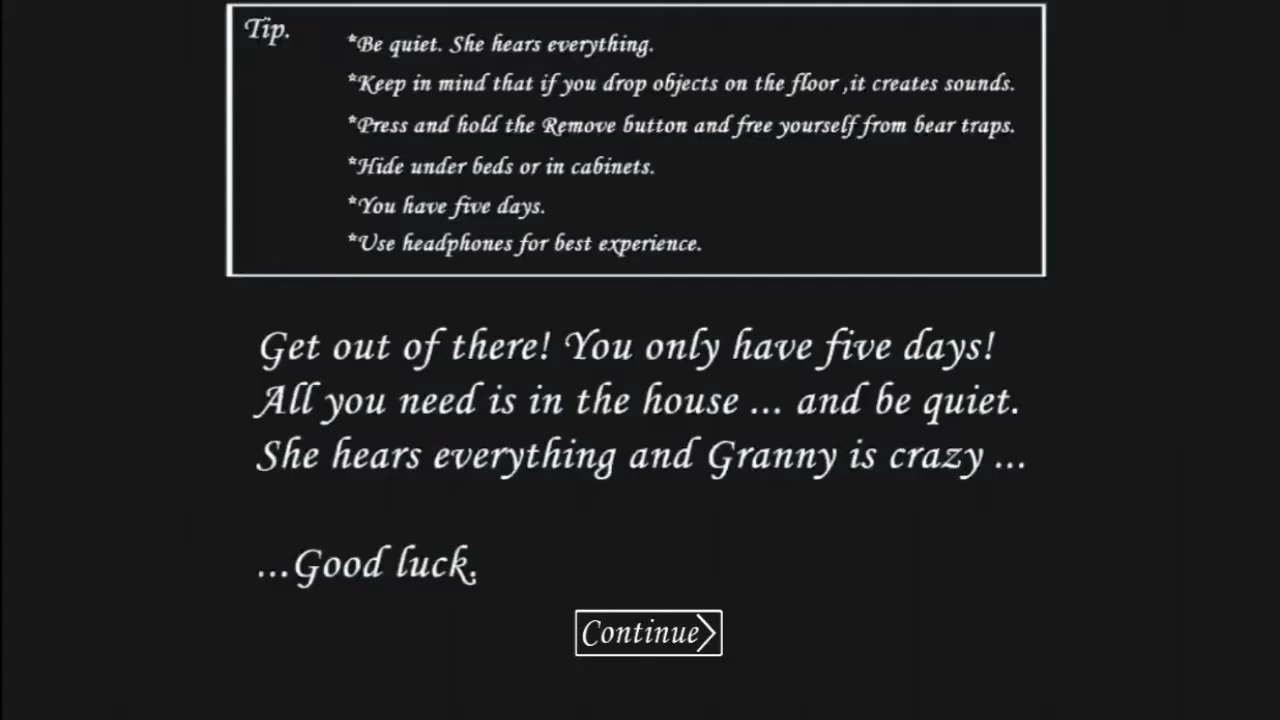 Tip.
*Be quiet. She hears everything.
*Keep in mind that if you drop objects on the floor ,it creates sounds.
*Press and hold the Remove button and free yourself from bear traps.
*Hide under beds or in cabinets.
*You have five days.
*Use headphones for best experience.
Get out of there! You only have five days!
All you need is in the house ... and be quiet.
She hears everything and Granny is crazy ...
...Good luck.
Continue